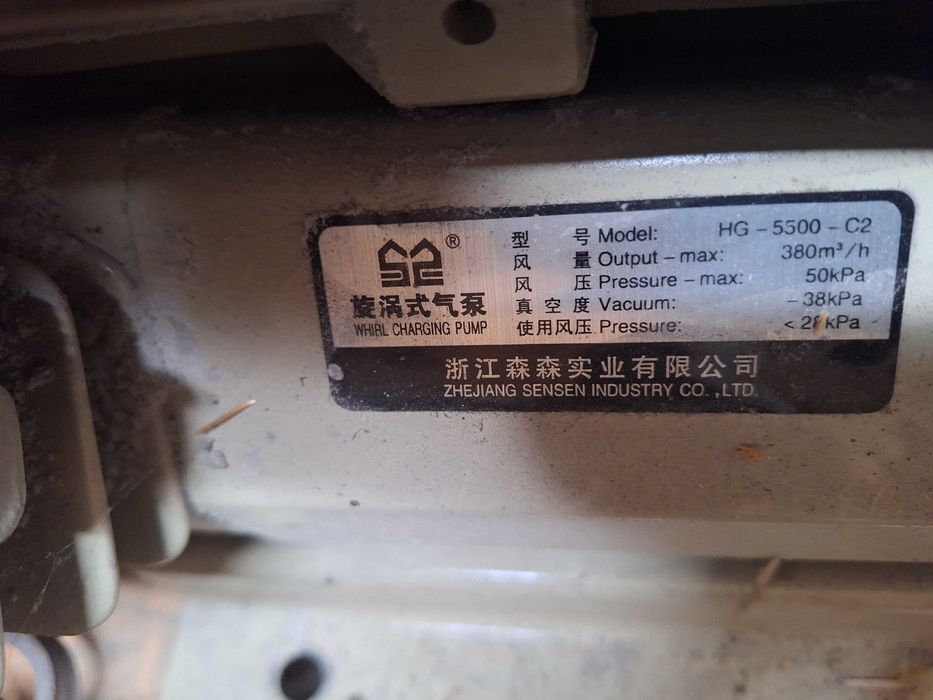 ®
旋涡式气泵
WHIRL CHARGING PUMP
型 号 Model: HG-5500-C2
风 量 Output-max: 380m³/h
风 压 Pressure-max: 50kPa
真空度 Vacuum: -38kPa
使用风压 Pressure: <28kPa
浙江森森实业有限公司
ZHEJIANG SENSEN INDUSTRY CO.,LTD